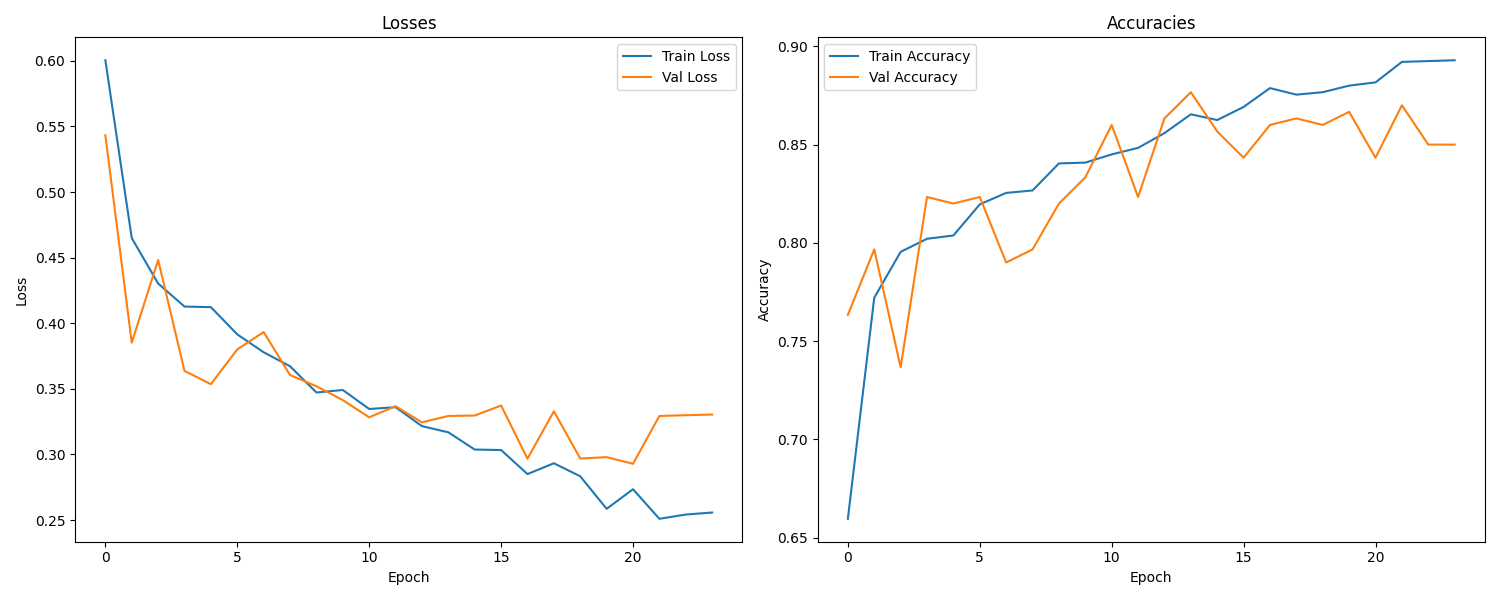 Losses
Train Loss
Val Loss
0.60
0.55
0.50
0.45
0.40
0.35
0.30
0.25
Loss
0 5 10 15 20
Epoch
Accuracies
Train Accuracy
Val Accuracy
0.90
0.85
0.80
0.75
0.70
0.65
Accuracy
0 5 10 15 20
Epoch